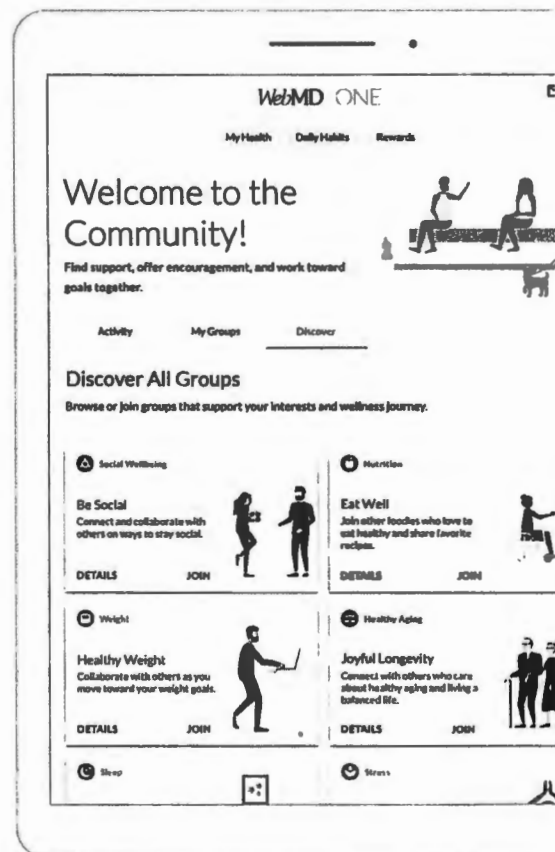 WebMD ONE
My Health Daily Habits Rewards
Welcome to the
Community!
Find support, offer encouragement, and work toward
goals together.
Activity My Groups Discover
Discover All Groups
Browse or join groups that support your interests and wellness journey.
Social Wellbeing
Be Social
Connect and collaborate with
others on ways to stay social.
DETAILS JOIN
Nutrition
Eat Well
Join other foodies who love to
eat healthy and share favorite
recipes.
DETAILS JOIN
Weight
Healthy Weight
Collaborate with others as you
move toward your weight goals.
DETAILS JOIN
Healthy Aging
Joyful Longevity
Connect with others who care
about healthy aging and living a
balanced life.
DETAILS JOIN
Sleep
Stress